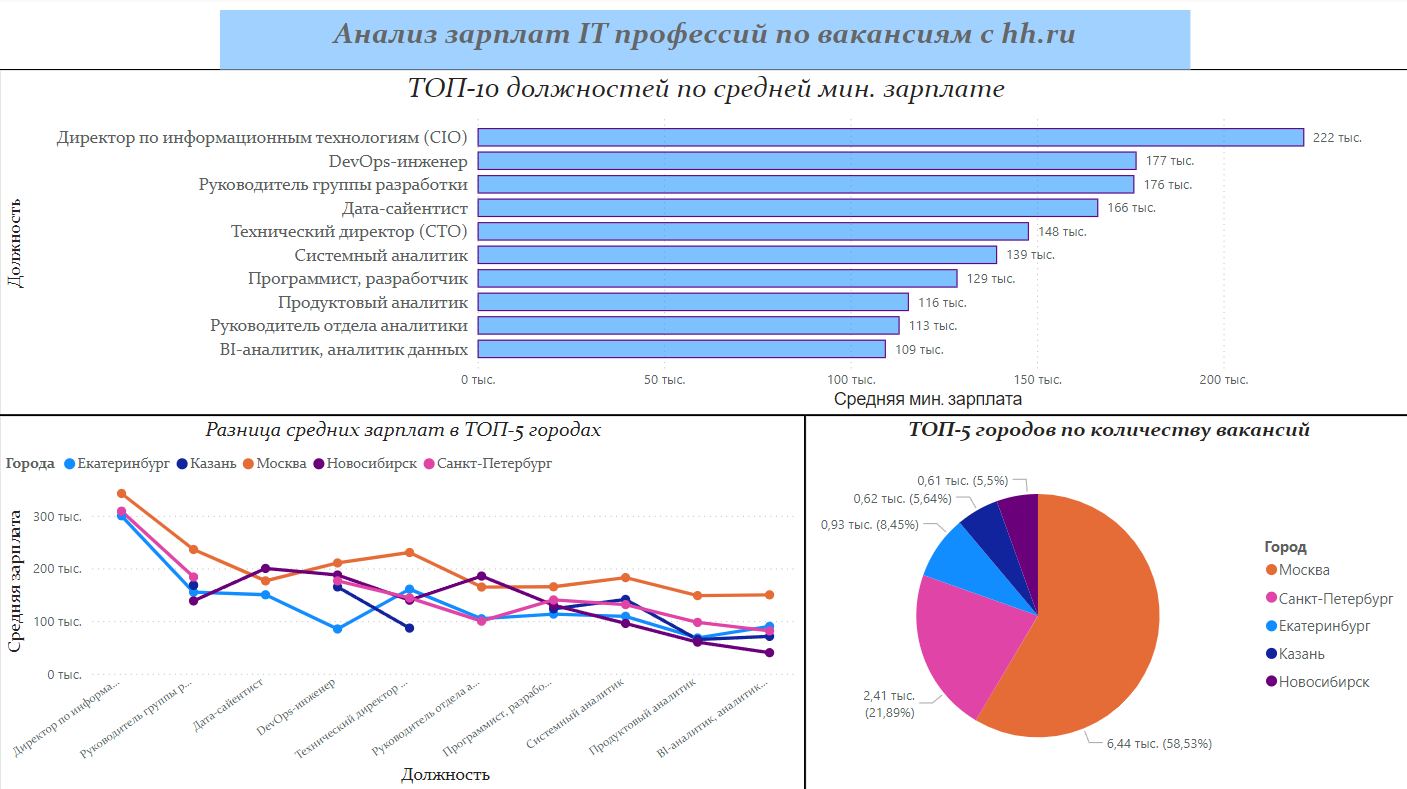 Анализ зарплат IT профессий по вакансиям с hh.ru
ТОП-10 должностей по средней мин. зарплате
Должность
Директор по информационным технологиям (CIO)
222 тыс.
DevOps-инженер
177 тыс.
Руководитель группы разработки
176 тыс.
Дата-сайентист
166 тыс.
Технический директор (CTO)
148 тыс.
Системный аналитик
139 тыс.
Программист, разработчик
129 тыс.
Продуктовый аналитик
116 тыс.
Руководитель отдела аналитики
113 тыс.
BI-аналитик, аналитик данных
109 тыс.
0 тыс. 50 тыс. 100 тыс. 150 тыс. 200 тыс.
Средняя мин. зарплата
Разница средних зарплат в ТОП-5 городах
Города Екатеринбург Казань Москва Новосибирск Санкт-Петербург
Средняя зарплата
300 тыс.
200 тыс.
100 тыс.
0 тыс.
Директор по информа...
Руководитель группы р...
Дата-сайентист
DevOps-инженер
Технический директор ...
Руководитель отдела а...
Программист, разрабо...
Системный аналитик
Продуктовый аналитик
BI-аналитик, аналитик...
Должность
ТОП-5 городов по количеству вакансий
0,61 тыс. (5,5%)
0,62 тыс. (5,64%)
0,93 тыс. (8,45%)
2,41 тыс.
(21,89%)
6,44 тыс. (58,53%)
Город
Москва
Санкт-Петербург
Екатеринбург
Казань
Новосибирск